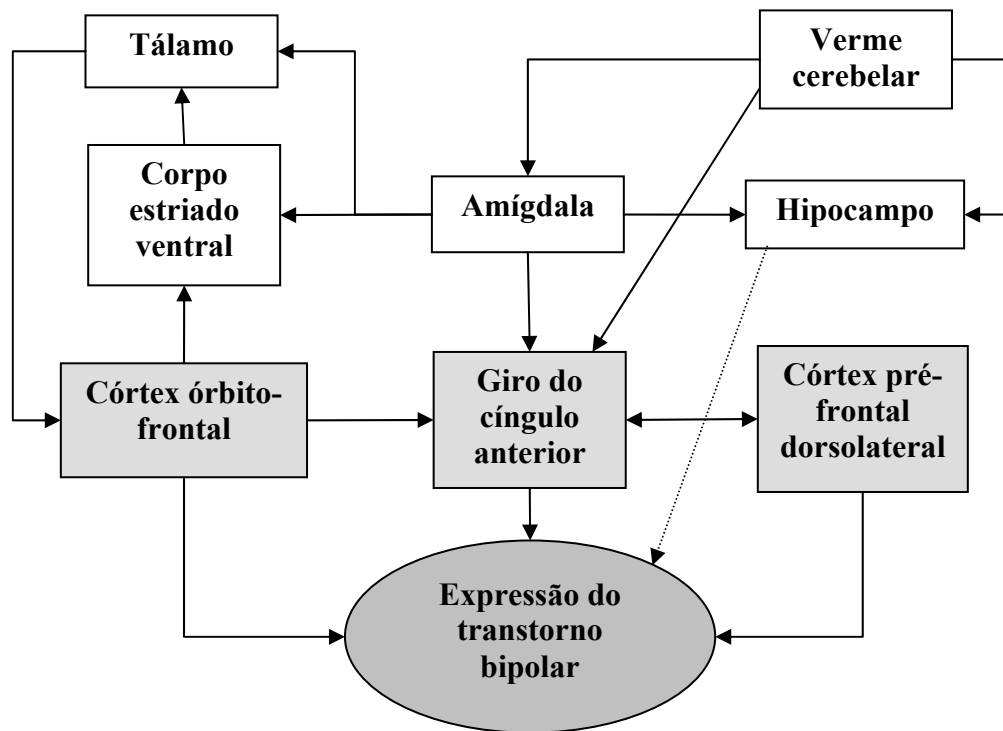 Tálamo
Verme
cerebelar
Corpo
estriado
ventral
Amígdala
Hipocampo
Córtex órbito-
frontal
Giro do
cíngulo
anterior
Córtex pré-
frontal
dorsolateral
Expressão do
transtorno
bipolar